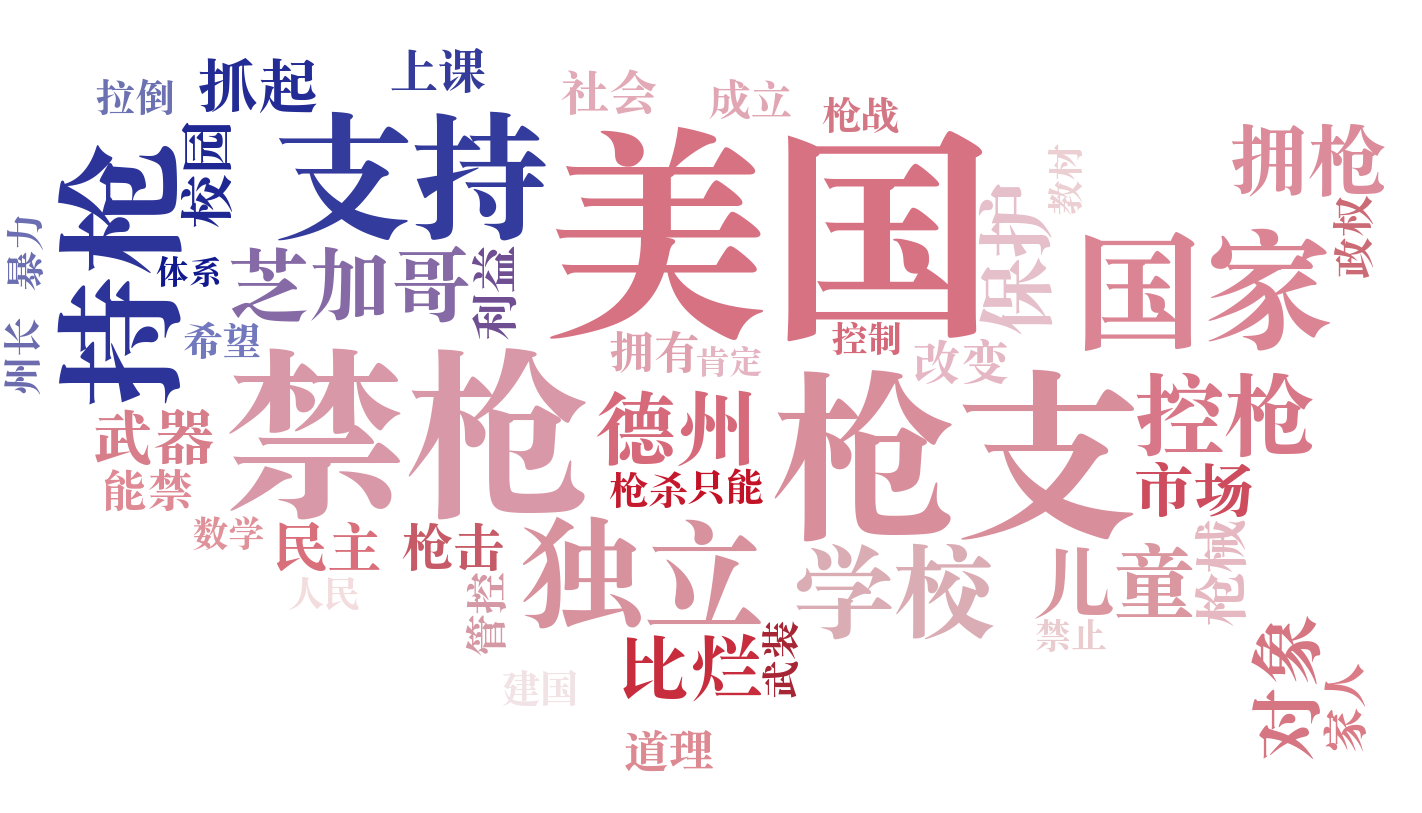 上课
抓起
拉倒
社会
成立
枪战
支持
美国
拥枪
校园
持枪
教材
保护
政权
国家
暴力
体系
芝加哥
利益
州长
希望
控制
拥有
肯定
改变
禁枪
枪支
控枪
武器
德州
能禁
枪杀
只能
市场
数学
民主
枪击
独立
学校
儿童
枪械
人民
管控
禁止
比烂
武装
对象
家人
建国
道理